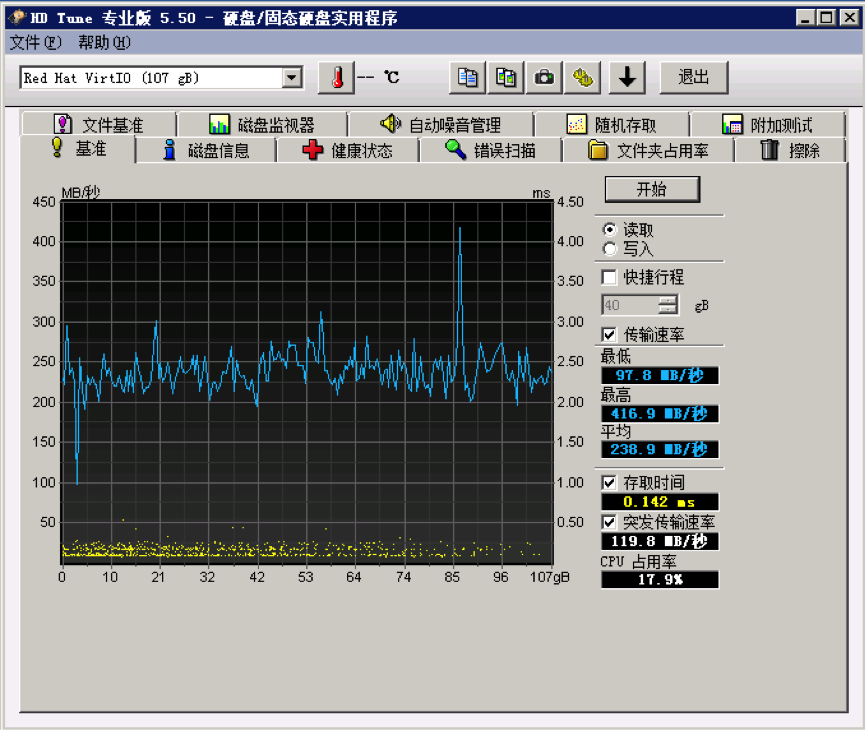 HD Tune 专业版 5.50 - 硬盘/固态硬盘实用程序
文件(F) 帮助(H)
Red Hat VirtIO (107 gB) -- ℃ 退出
文件基准 磁盘监视器 自动噪音管理 随机存取 附加测试
基准 磁盘信息 健康状态 错误扫描 文件夹占用率 擦除
MB/秒 ms
450 4.50
400 4.00
350 3.50
300 3.00
250 2.50
200 2.00
150 1.50
100 1.00
50 0.50
0 10 21 32 42 53 64 74 85 96 107gB
开始
读取
写入
快捷行程
40 gB
传输速率
最低
97.8 MB/秒
最高
416.9 MB/秒
平均
238.9 MB/秒
存取时间
0.142 ms
突发传输速率
119.8 MB/秒
CPU 占用率
17.9%